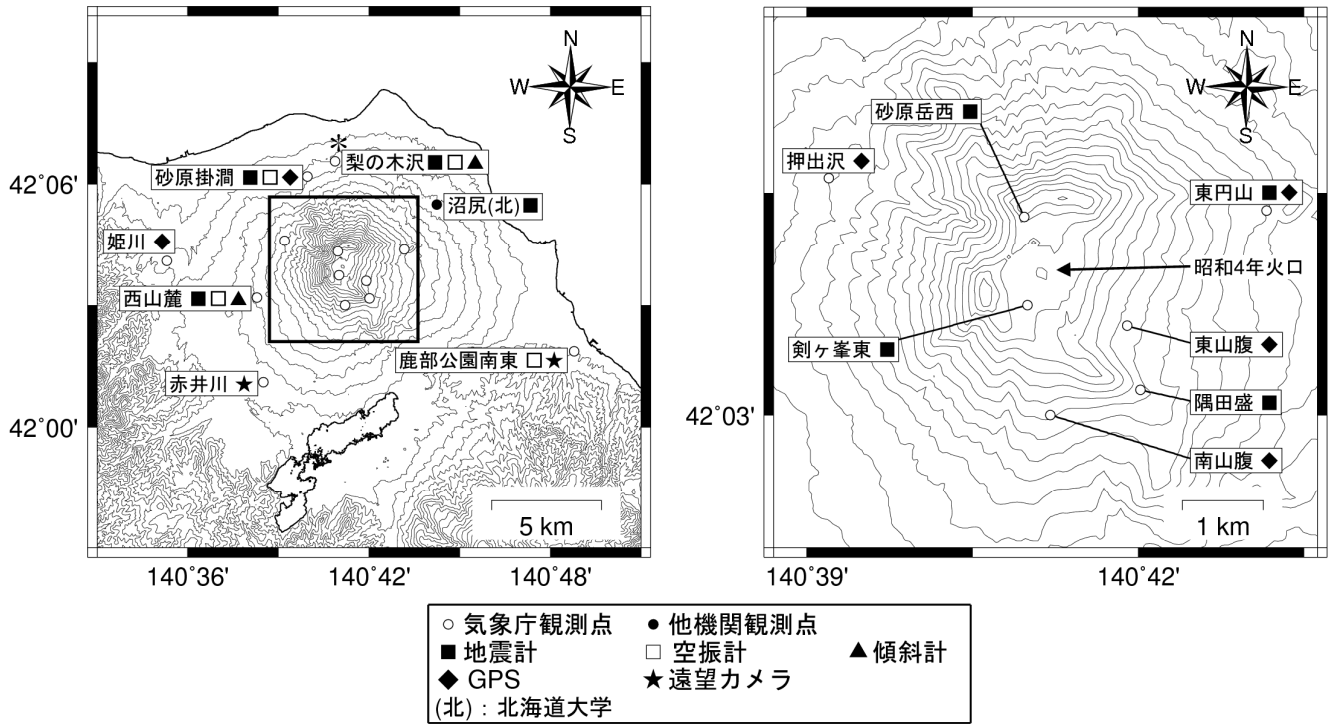 N
W E
S
*
梨の木沢 ■ □ ▲
砂原掛澗 ■ □ ◆
42°06'
沼尻(北) ■
姫川 ◆
西山麓 ■ □ ▲
鹿部公園南東 □ ★
赤井川 ★
42°00'
5 km
140°36' 140°42' 140°48'
N
W E
S
砂原岳西 ■
押出沢 ◆
東円山 ■ ◆
昭和4年火口
剣ヶ峯東 ■
東山腹 ◆
隅田盛 ■
42°03'
南山腹 ◆
1 km
140°39' 140°42'
○ 気象庁観測点 ● 他機関観測点
■ 地震計 □ 空振計 ▲ 傾斜計
◆ GPS ★ 遠望カメラ
(北)：北海道大学